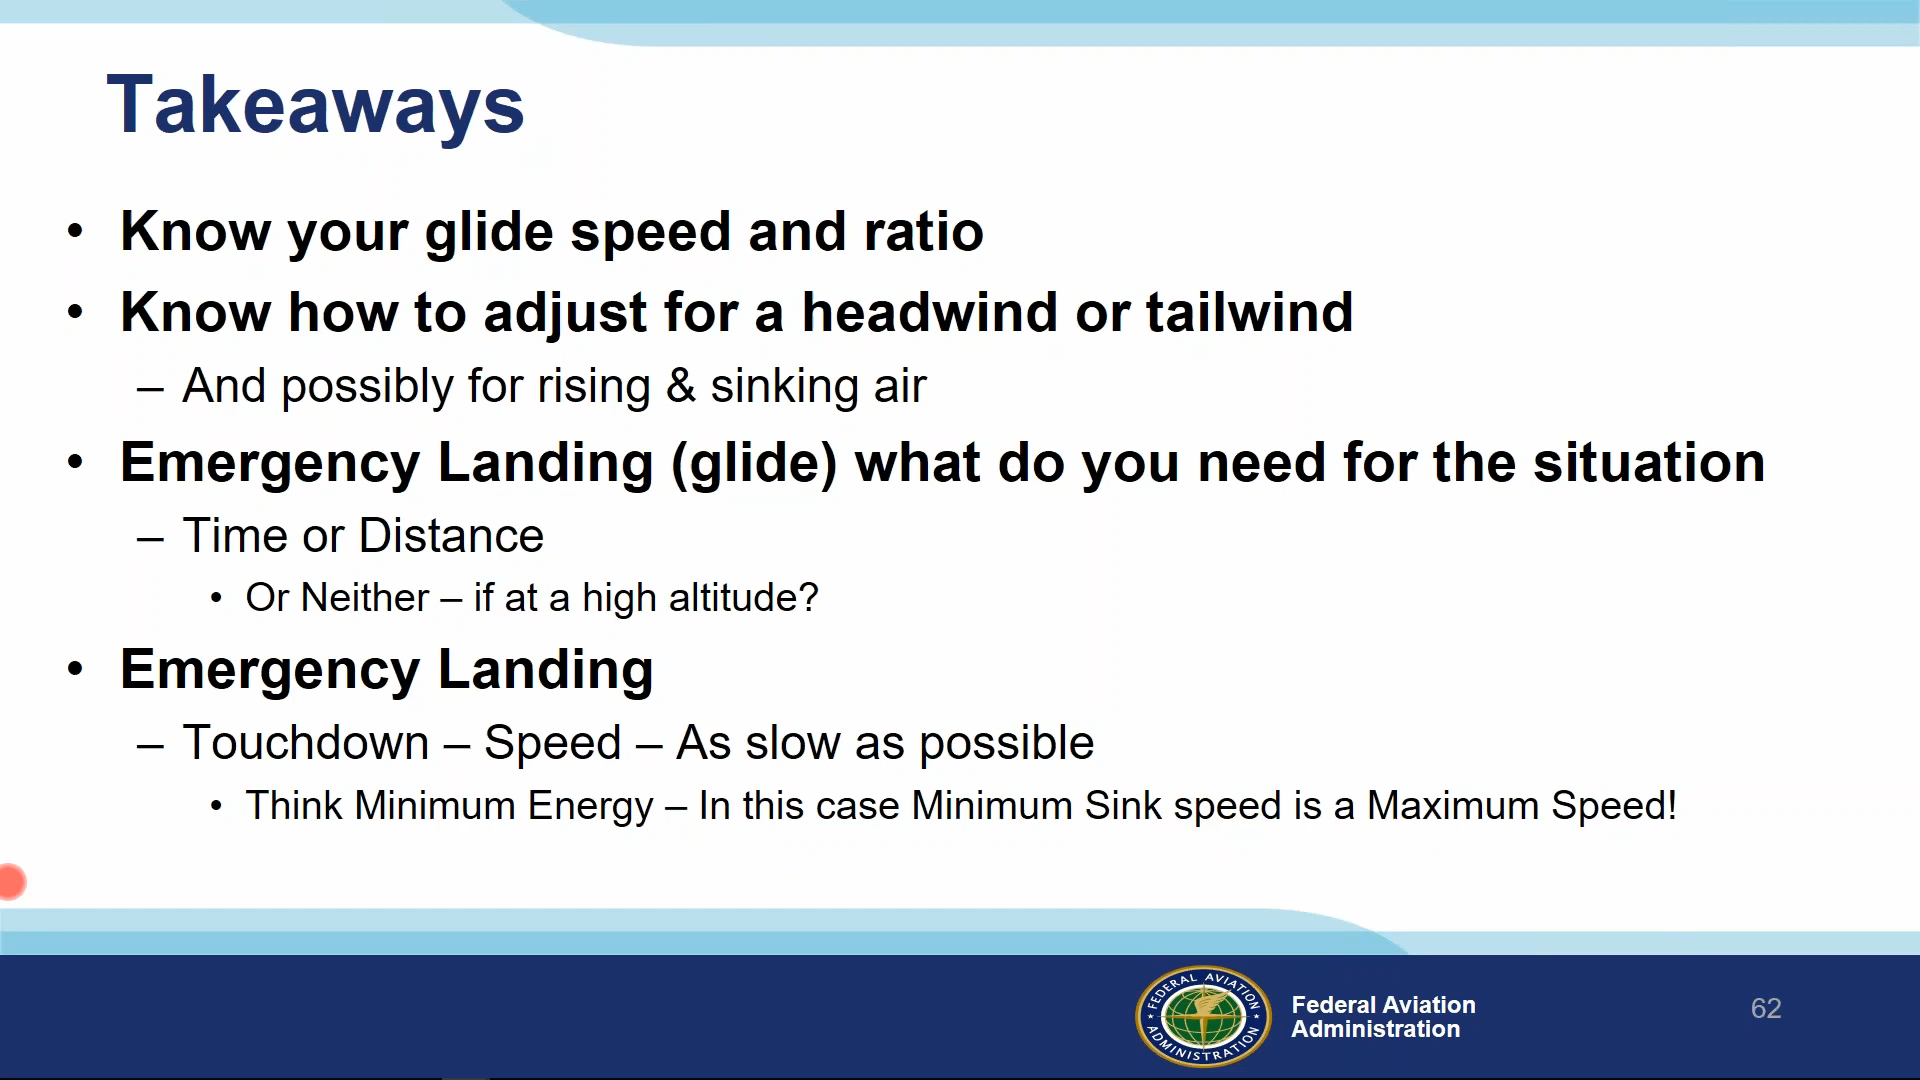 Takeaways
• Know your glide speed and ratio
• Know how to adjust for a headwind or tailwind
– And possibly for rising & sinking air
• Emergency Landing (glide) what do you need for the situation
– Time or Distance
• Or Neither – if at a high altitude?
• Emergency Landing
– Touchdown – Speed – As slow as possible
• Think Minimum Energy – In this case Minimum Sink speed is a Maximum Speed!
FEDERAL AVIATION
ADMINISTRATION
Federal Aviation
Administration
62